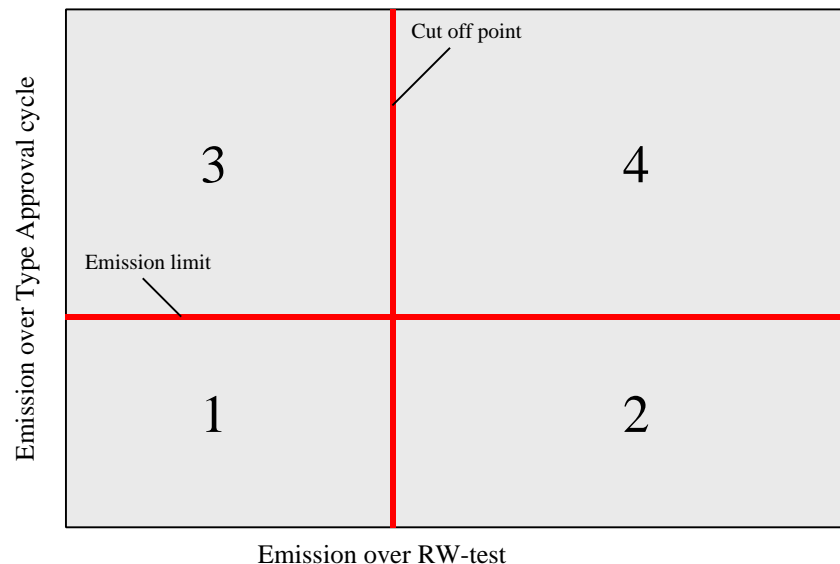 Cut off point
3
4
Emission over Type Approval cycle
Emission limit
1
2
Emission over RW-test